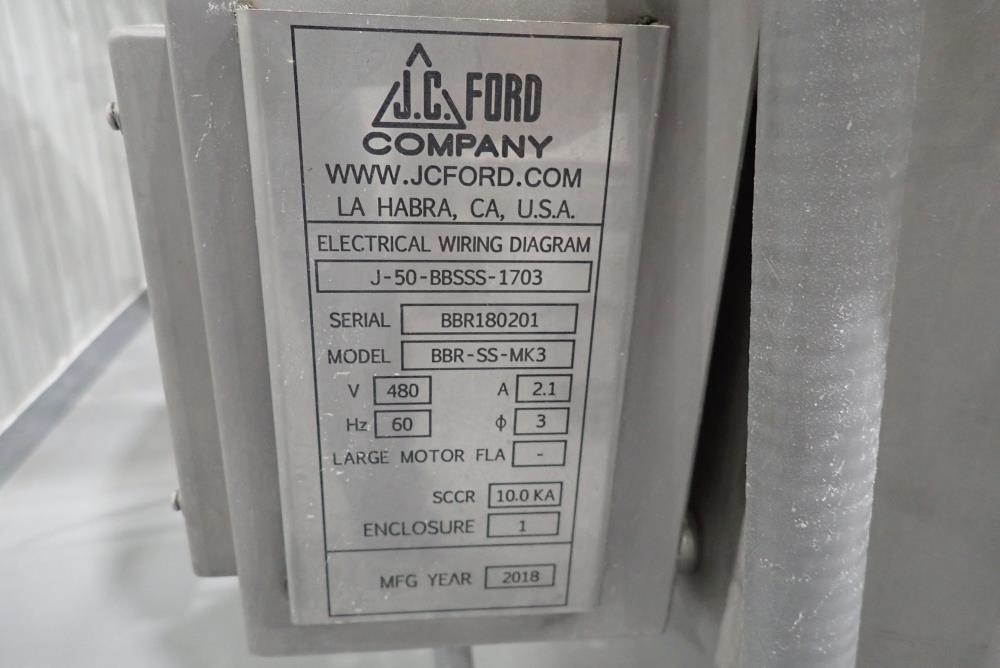 J.C. FORD
COMPANY
WWW.JCFORD.COM
LA HABRA, CA, U.S.A.
ELECTRICAL WIRING DIAGRAM
J-50-BBSSS-1703
SERIAL BBR180201
MODEL BBR-SS-MK3
V 480 A 2.1
Hz 60 ϕ 3
LARGE MOTOR FLA -
SCCR 10.0 KA
ENCLOSURE 1
MFG YEAR 2018